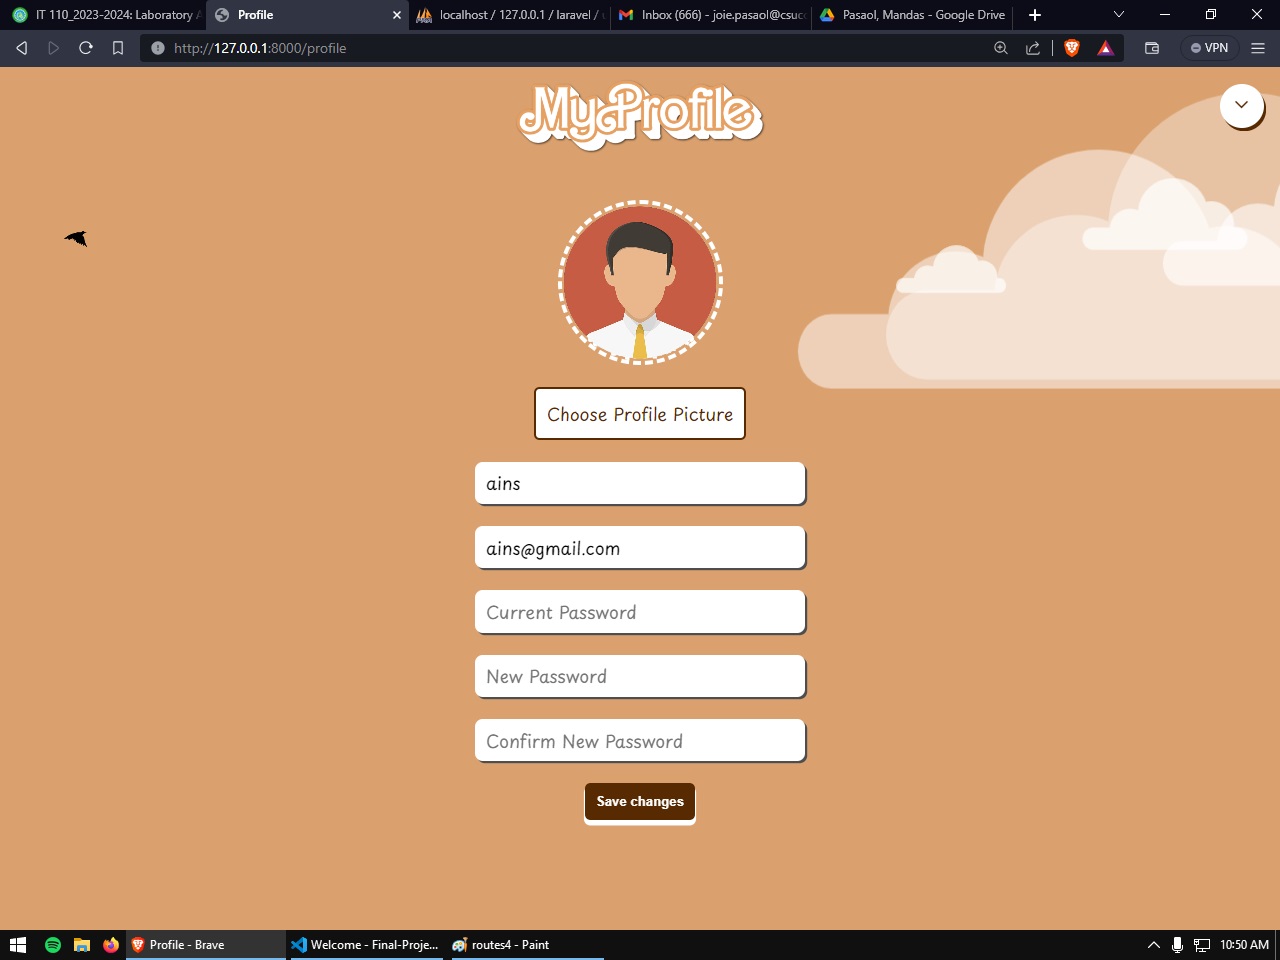 IT 110_2023-2024: Laboratory
Profile
localhost / 127.0.0.1 / laravel /
Inbox (666) - joie.pasaol@csuc
Pasaol, Mandas - Google Drive
http://127.0.0.1:8000/profile
VPN
MyProfile
Choose Profile Picture
ains
ains@gmail.com
Current Password
New Password
Confirm New Password
Save changes
Profile - Brave
Welcome - Final-Proje...
routes4 - Paint
10:50 AM